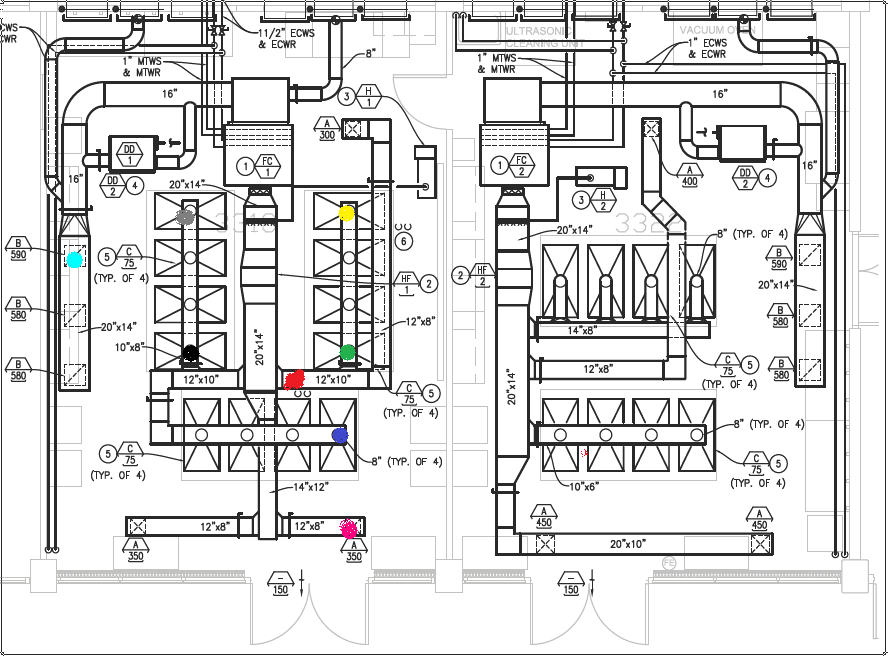 CWS
CWR
11/2" ECWS
& ECWR
8"
1" MTWS
& MTWR
16"
3
H
1
A
300
DD
1
DD
2
4
16"
1
FC
1
20"x14"
3313
B
590
5
C
75
(TYP. OF 4)
CC
6
HF
1
2
B
580
20"x14"
20"x14"
12"x8"
10"x8"
B
580
12"x10"
12"x10"
CC
C
75
5
(TYP. OF 4)
5
C
75
(TYP. OF 4)
8" (TYP. OF 4)
14"x12"
12"x8"
12"x8"
A
350
A
350
-
150
ULTRASONIC
CLEANING UNIT
VACUUM OVEN
1" ECWS
& ECWR
1" MTWS
& MTWR
16"
A
400
DD
2
4
16"
1
FC
2
3
H
2
20"x14"
8" (TYP. OF 4)
B
590
2
HF
2
20"x14"
B
580
14"x8"
12"x8"
C
75
5
(TYP. OF 4)
B
580
20"x14"
8" (TYP. OF 4)
C
75
5
(TYP. OF 4)
10"x6"
A
450
A
450
20"x10"
FE
-
150